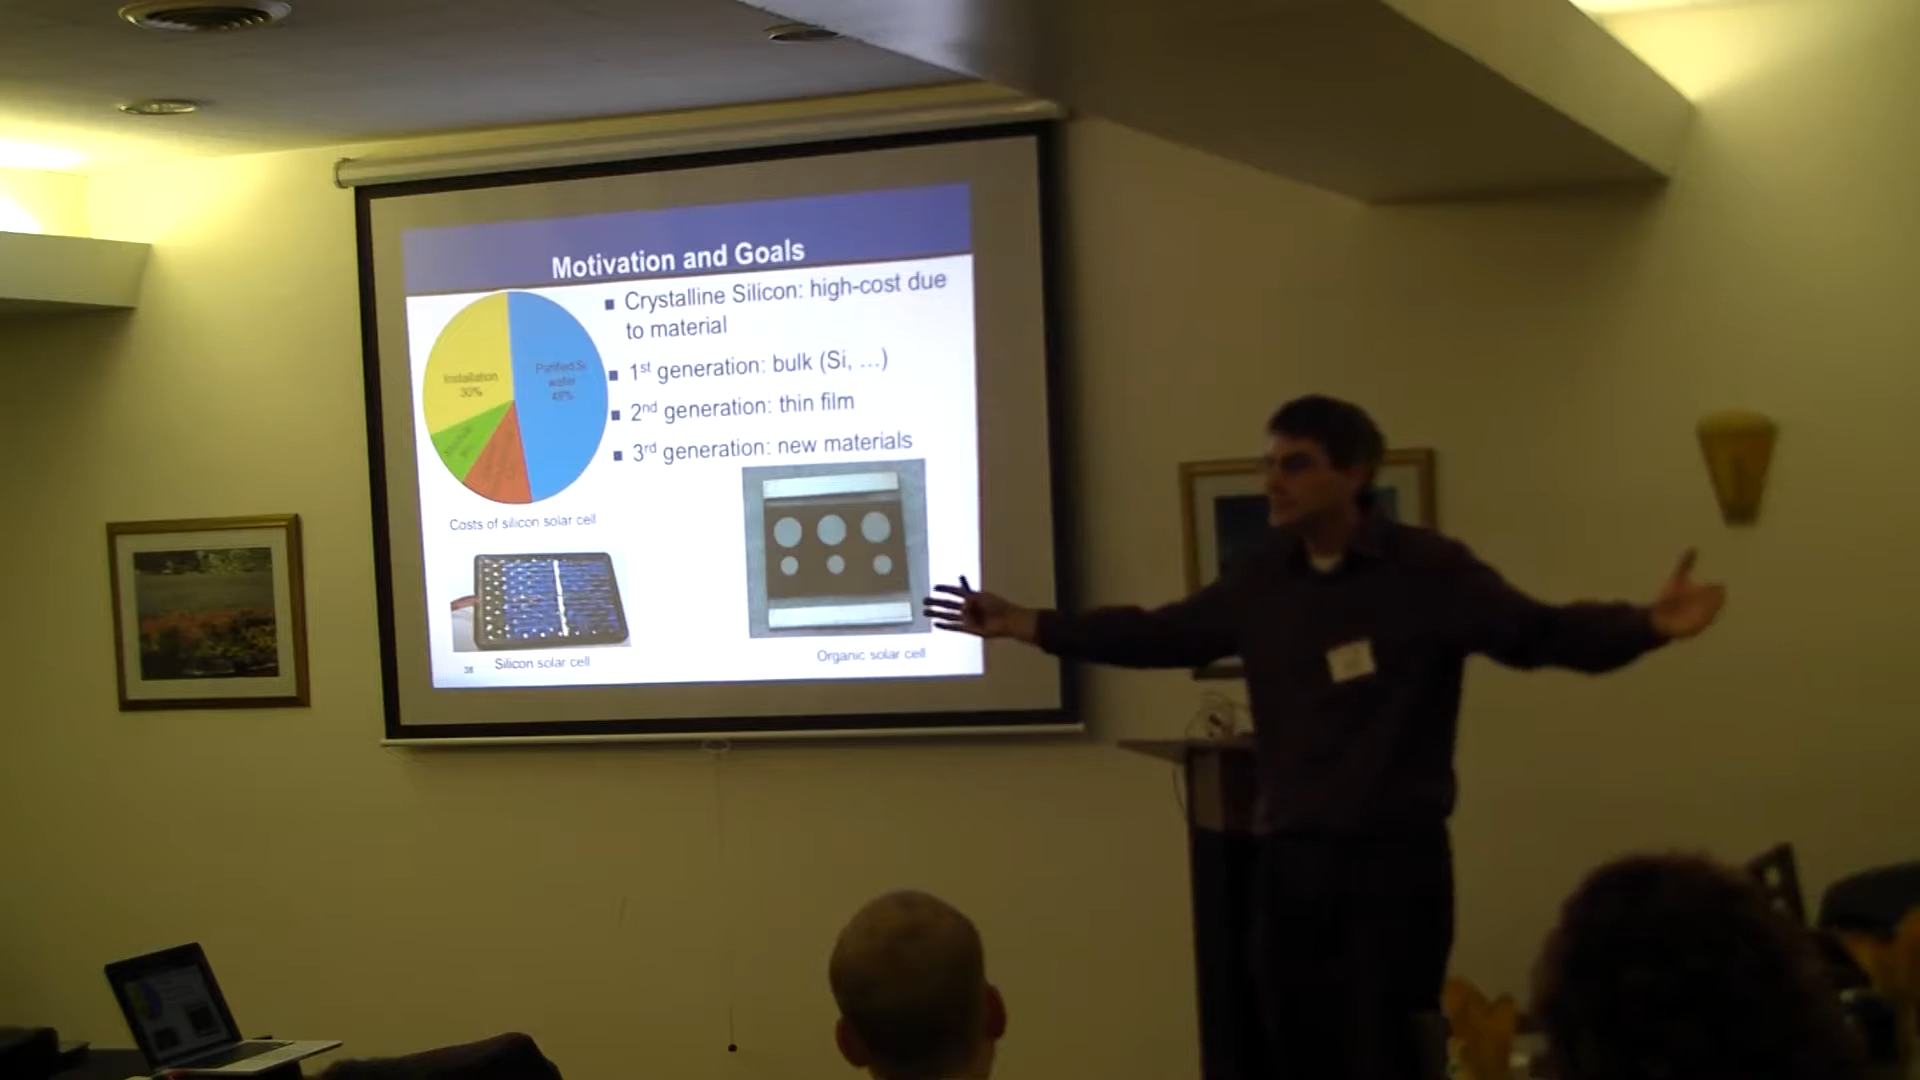 Motivation and Goals
Crystalline Silicon: high-cost due
to material
1st generation: bulk (Si, ...)
2nd generation: thin film
3rd generation: new materials
Installation
30%
Purified Si
wafer
Costs of silicon solar cell
Silicon solar cell
Organic solar cell